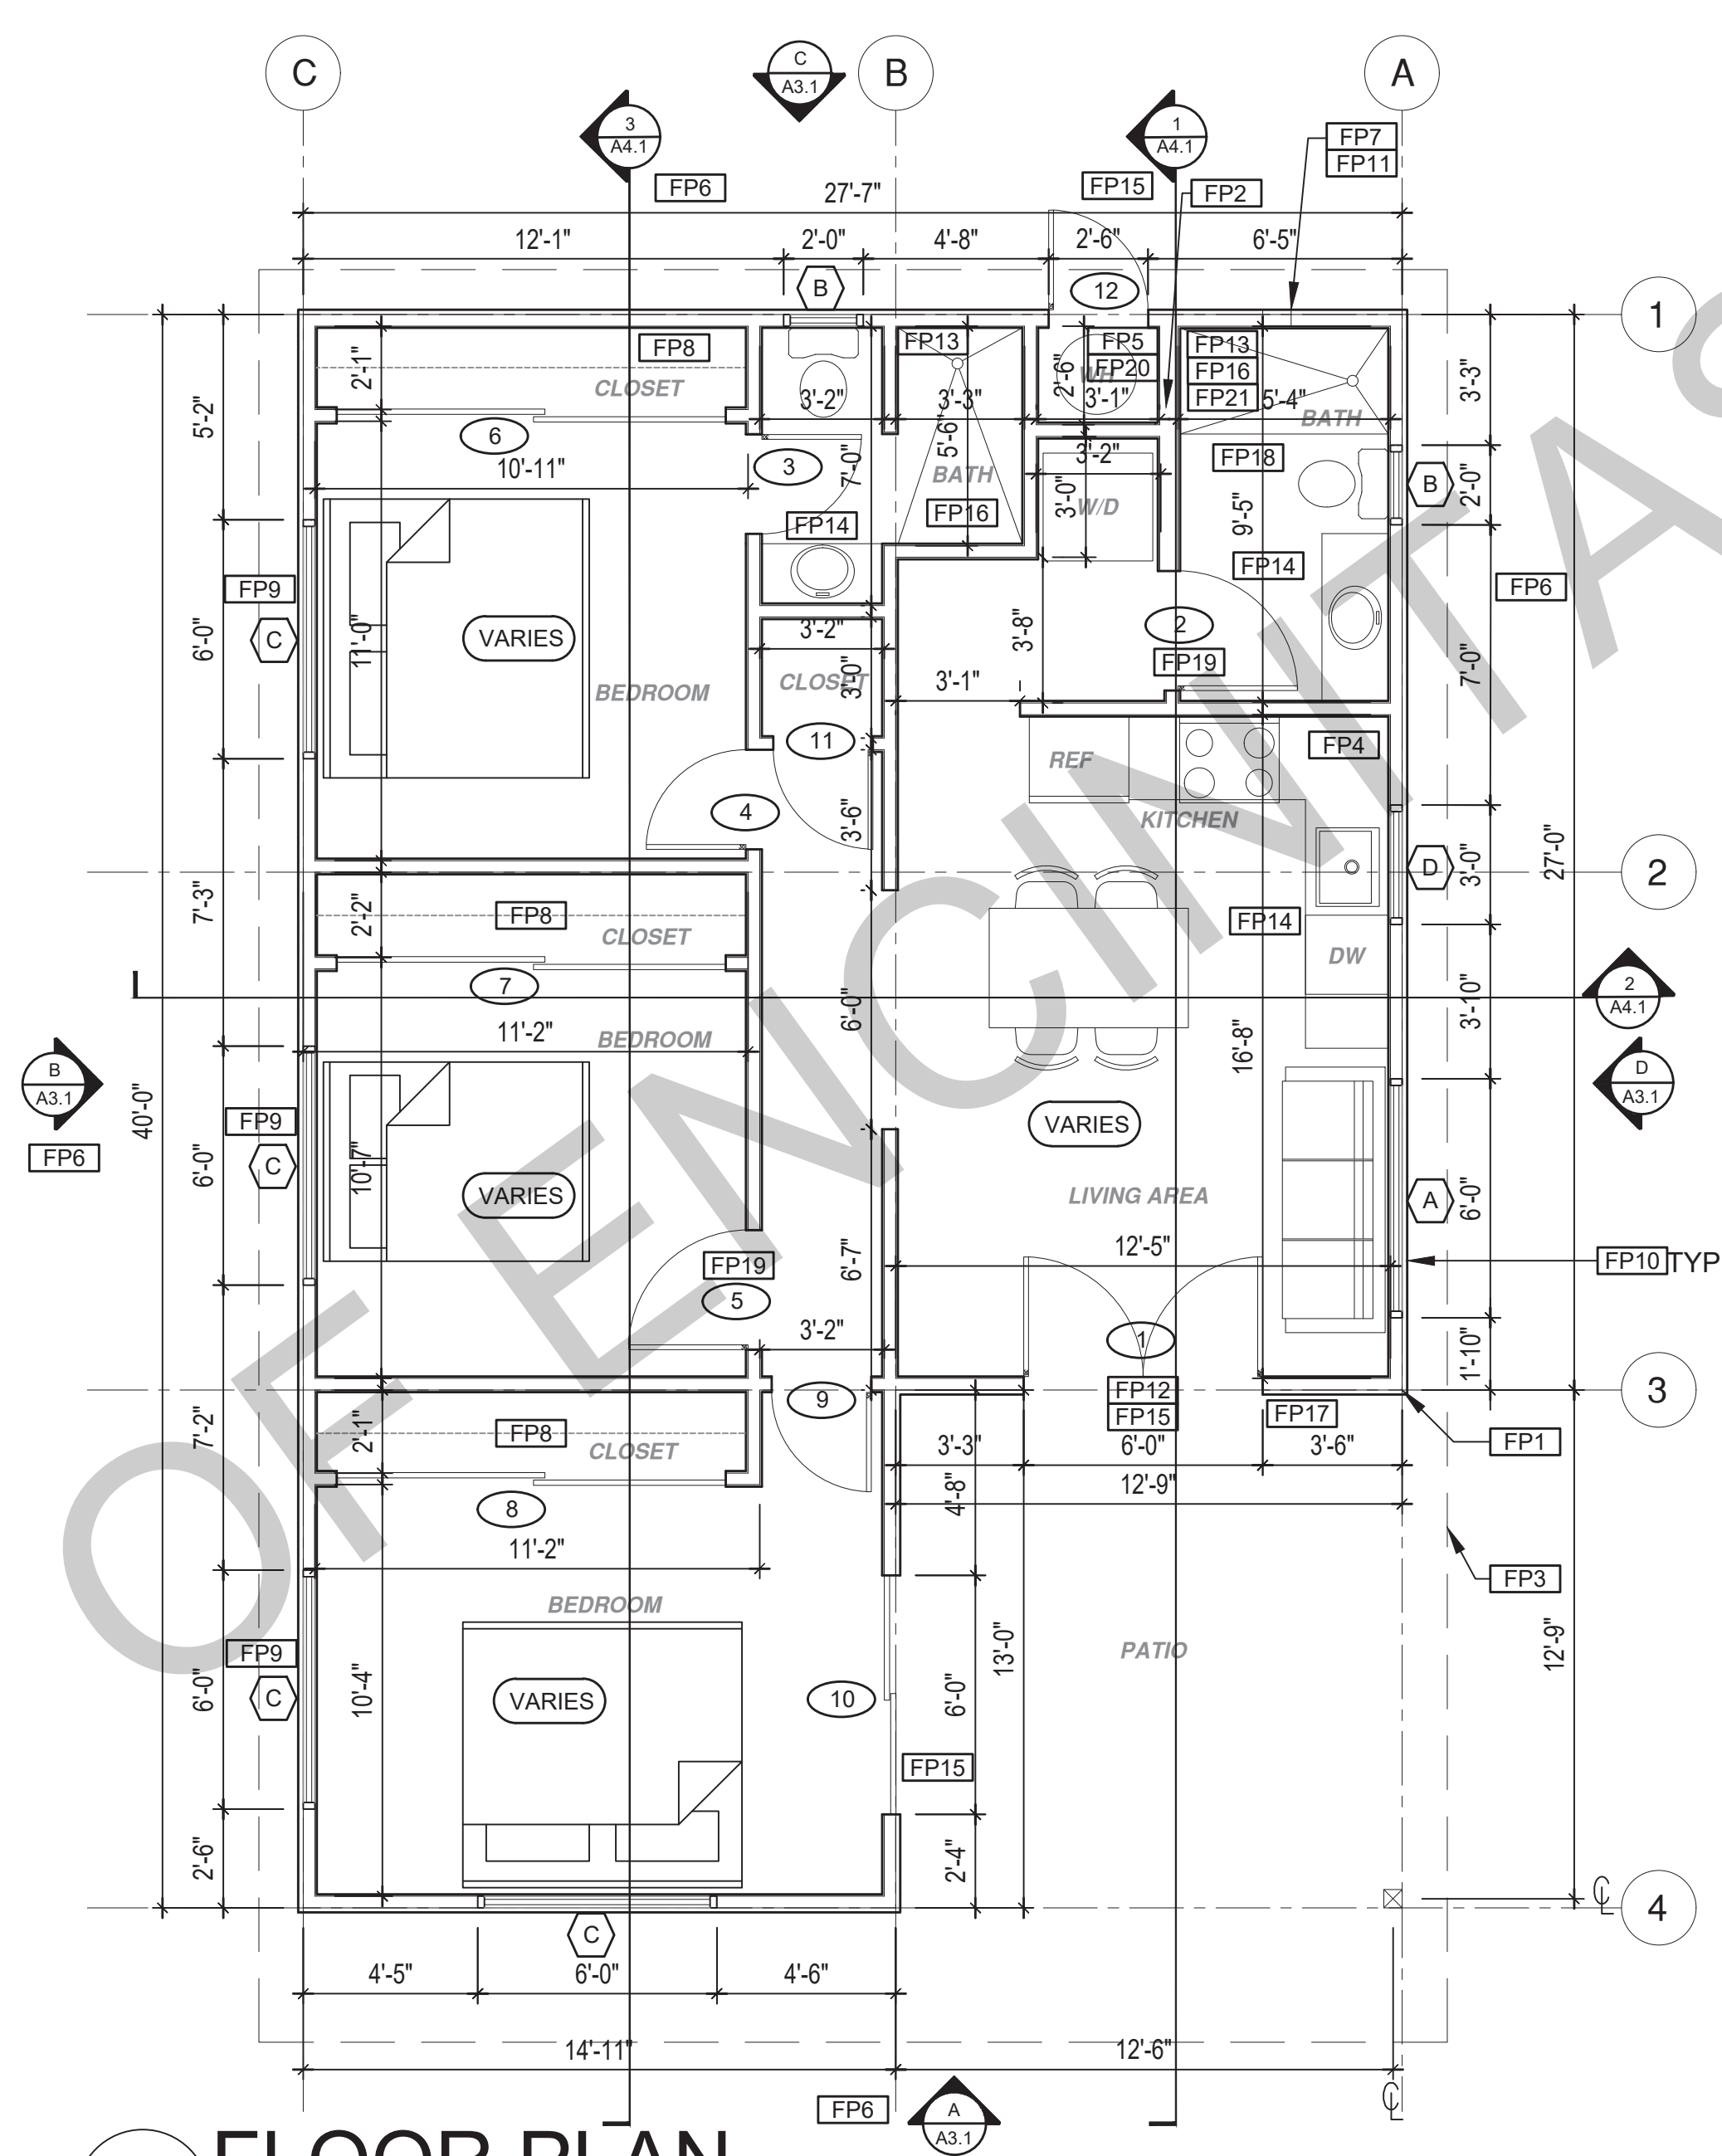 C B A
C
A3.1
3
A4.1
1
A4.1
FP7
FP11
FP6
FP15
FP2
27'-7"
12'-1" 2'-0" 4'-8" 2'-6" 6'-5"
B
12
1
FP8
FP13
FP5
FP20
WH
FP13
FP16
FP21
2'-1"
CLOSET
3'-2" 3'-3" 2'-6" 3'-1" 5'-4"
BATH
5'-2"
3'-3"
6
10'-11"
3
7'-0"
5'-6"
BATH
3'-2"
FP18
B
2'-0"
FP14
FP16
3'-0"
W/D
9'-5"
FP9
FP14
FP6
C
6'-0"
11'-0"
VARIES
BEDROOM
3'-2"
CLOSET
3'-0"
3'-8"
3'-1"
2
FP19
7'-0"
11
REF
FP4
4
3'-6"
KITCHEN
D
3'-0"
27'-0"
2
7'-3"
2'-2"
FP8
CLOSET
FP14
DW
7
11'-2"
BEDROOM
6'-0"
16'-8"
3'-10"
2
A4.1
B
A3.1
D
A3.1
FP6
40'-0"
FP9
C
6'-0"
10'-7"
VARIES
VARIES
LIVING AREA
A
6'-0"
12'-5"
FP10 TYP
FP19
5
6'-7"
3'-2"
1
1'-10"
9
FP12
FP15
FP17
3
FP1
7'-2"
2'-1"
FP8
CLOSET
3'-3" 6'-0" 3'-6"
12'-9"
4'-8"
8
11'-2"
FP3
BEDROOM
FP9
C
6'-0"
10'-4"
VARIES
10
6'-0"
13'-0"
PATIO
12'-9"
FP15
2'-6"
2'-4"
CL
4
C
4'-5" 6'-0" 4'-6"
14'-11" 12'-6"
CL
FP6
A
A3.1
FLOOR PLAN
OF ENCINITAS